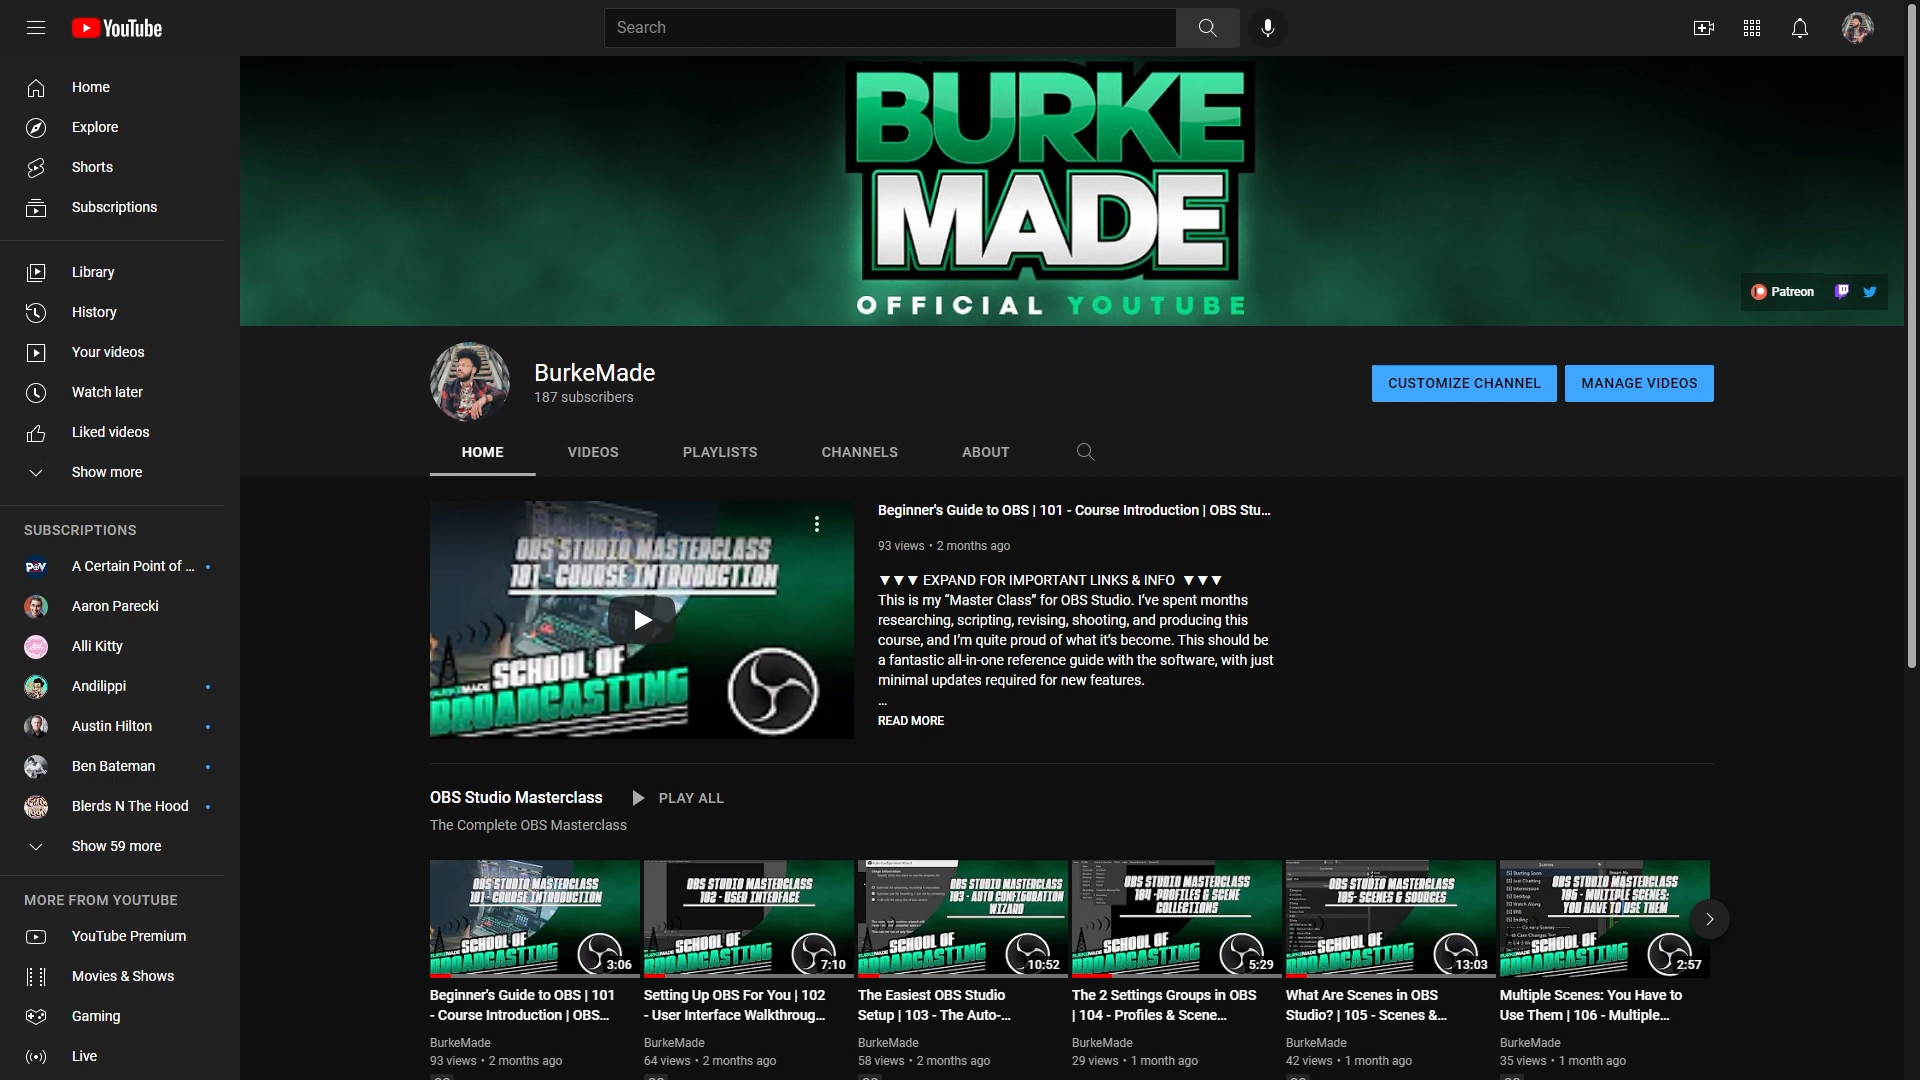 YouTube
Search
Home
Explore
Shorts
Subscriptions
Library
History
Your videos
Watch later
Liked videos
Show more
SUBSCRIPTIONS
A Certain Point of ...
Aaron Parecki
Alli Kitty
Andilippi
Austin Hilton
Ben Bateman
Blerds N The Hood
Show 59 more
MORE FROM YOUTUBE
YouTube Premium
Movies & Shows
Gaming
Live
BURKE
MADE
OFFICIAL YOUTUBE
Patreon
BurkeMade
187 subscribers
CUSTOMIZE CHANNEL
MANAGE VIDEOS
HOME
VIDEOS
PLAYLISTS
CHANNELS
ABOUT
OBS STUDIO MASTERCLASS
101 - COURSE INTRODUCTION
SCHOOL OF
BURKEMADE
BROADCASTING
Beginner's Guide to OBS | 101 - Course Introduction | OBS Stu...
93 views • 2 months ago
▼▼▼ EXPAND FOR IMPORTANT LINKS & INFO ▼▼▼
This is my “Master Class” for OBS Studio. I’ve spent months
researching, scripting, revising, shooting, and producing this
course, and I’m quite proud of what it’s become. This should be
a fantastic all-in-one reference guide with the software, with just
minimal updates required for new features.
...
READ MORE
OBS Studio Masterclass
PLAY ALL
The Complete OBS Masterclass
OBS STUDIO MASTERCLASS
101 - COURSE INTRODUCTION
SCHOOL OF
BROADCASTING
3:06
Beginner's Guide to OBS | 101
- Course Introduction | OBS...
BurkeMade
93 views • 2 months ago
OBS STUDIO MASTERCLASS
102 - USER INTERFACE
SCHOOL OF
BROADCASTING
7:10
Setting Up OBS For You | 102
- User Interface Walkthroug...
BurkeMade
64 views • 2 months ago
OBS STUDIO MASTERCLASS
103 - AUTO CONFIGURATION
WIZARD
SCHOOL OF
BROADCASTING
10:52
The Easiest OBS Studio
Setup | 103 - The Auto-...
BurkeMade
58 views • 2 months ago
OBS STUDIO MASTERCLASS
104 -PROFILES & SCENE
COLLECTIONS
SCHOOL OF
BROADCASTING
5:29
The 2 Settings Groups in OBS
| 104 - Profiles & Scene...
BurkeMade
29 views • 1 month ago
OBS STUDIO MASTERCLASS
105- SCENES & SOURCES
SCHOOL OF
BROADCASTING
13:03
What Are Scenes in OBS
Studio? | 105 - Scenes &...
BurkeMade
42 views • 1 month ago
OBS STUDIO MASTERCLASS
106 - MULTIPLE SCENES:
YOU HAVE TO USE THEM
SCHOOL OF
BROADCASTING
2:57
Multiple Scenes: You Have to
Use Them | 106 - Multiple...
BurkeMade
35 views • 1 month ago